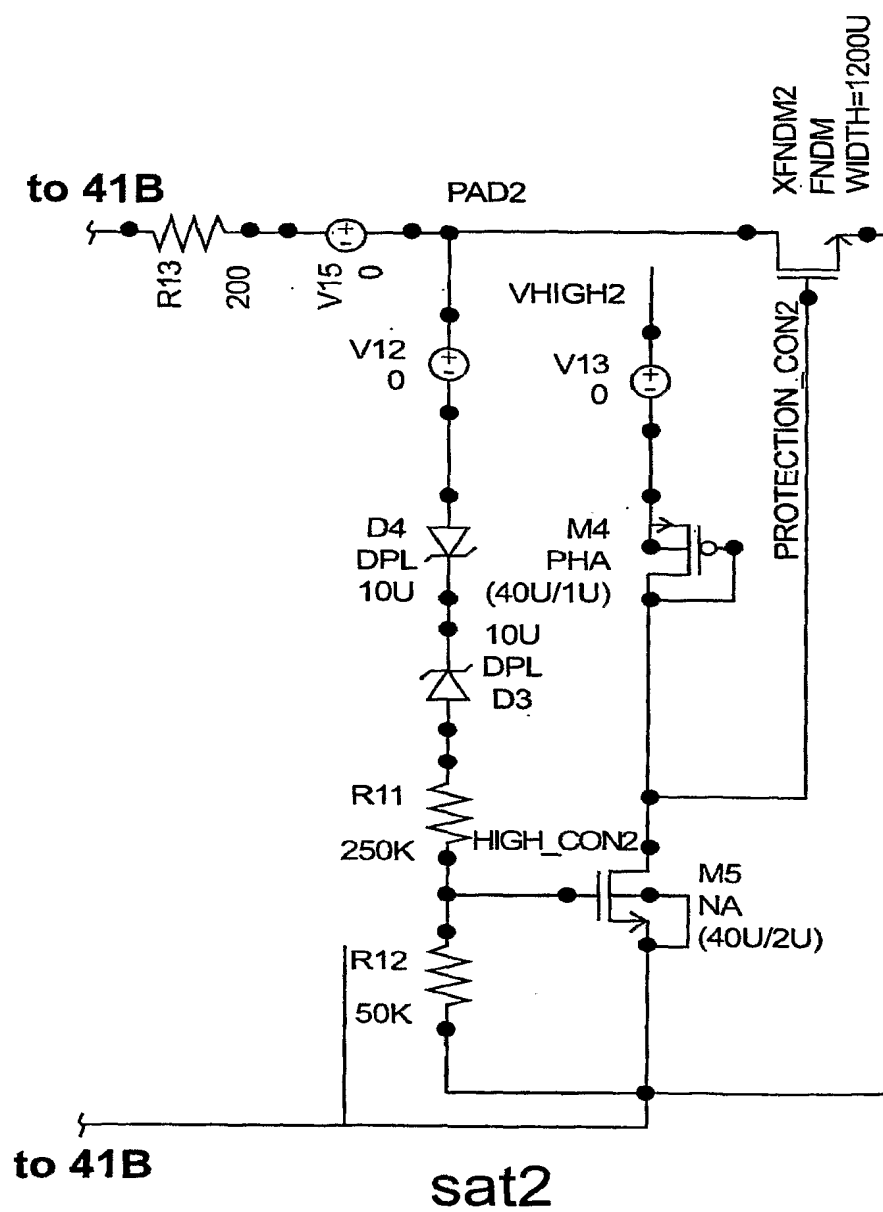 XFNDM2
FNDM
WIDTH=1200U
to 41B
PAD2
R13
200
V15
0
VHIGH2
V12
0
V13
0
PROTECTION_CON2
D4
DPL
10U
M4
PHA
(40U/1U)
10U
DPL
D3
R11
250K
HIGH_CON2
M5
NA
(40U/2U)
R12
50K
to 41B
sat2